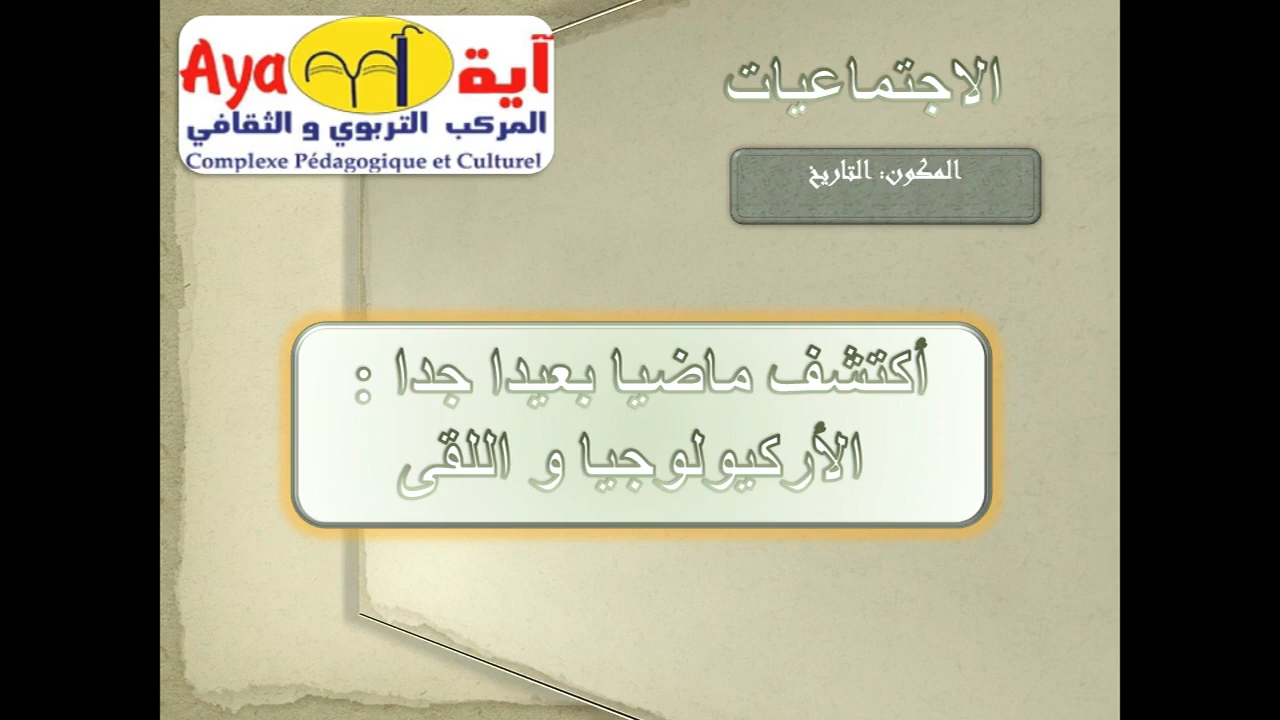 Aya آية
المركب التربوي و الثقافي
Complexe Pédagogique et Culturel
الاجتماعيات
المكون: التاريخ
أكتشف ماضيا بعيدا جدا :
الأركيولوجيا و اللقى